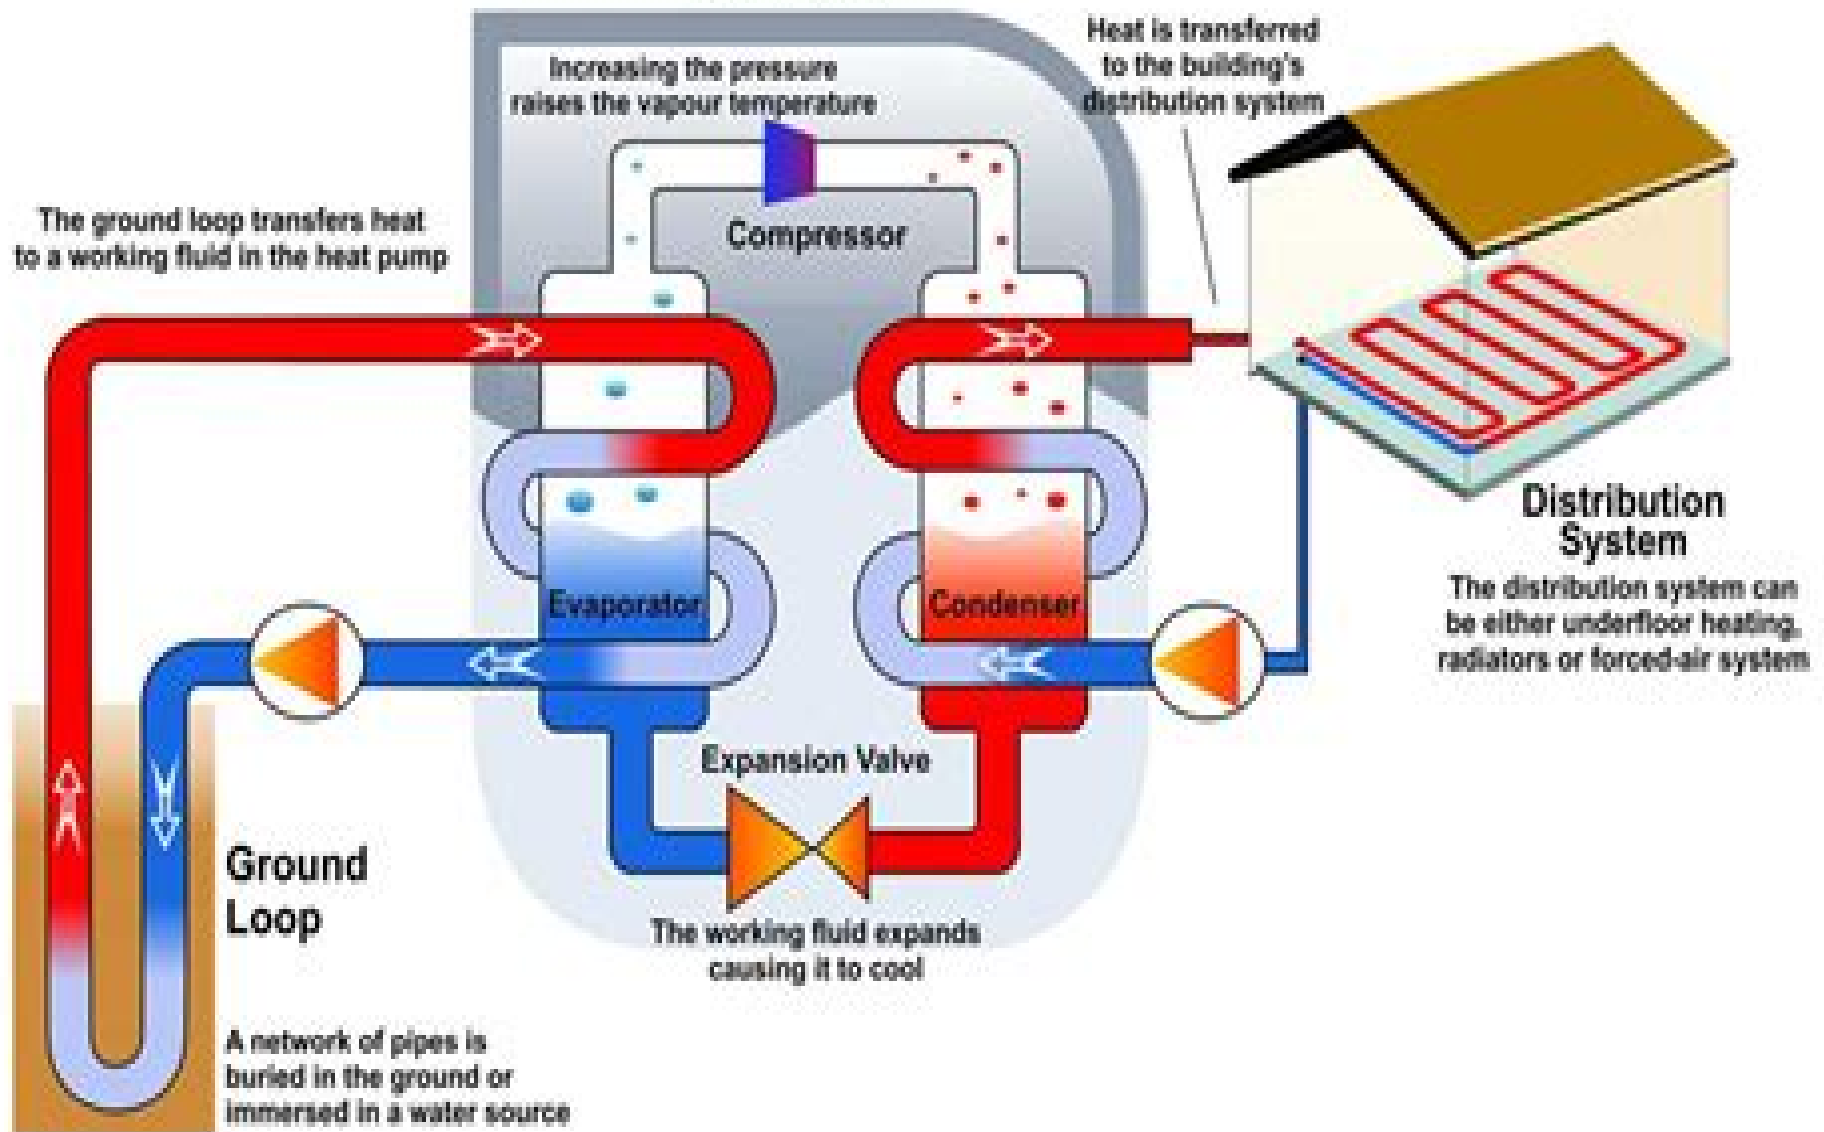 Increasing the pressure
raises the vapour temperature
Heat is transferred
to the building's
distribution system
The ground loop transfers heat
to a working fluid in the heat pump
Compressor
Distribution
System
The distribution system can
be either underfloor heating,
radiators or forced-air system
Evaporator
Condenser
Expansion Valve
The working fluid expands
causing it to cool
Ground
Loop
A network of pipes is
buried in the ground or
immersed in a water source